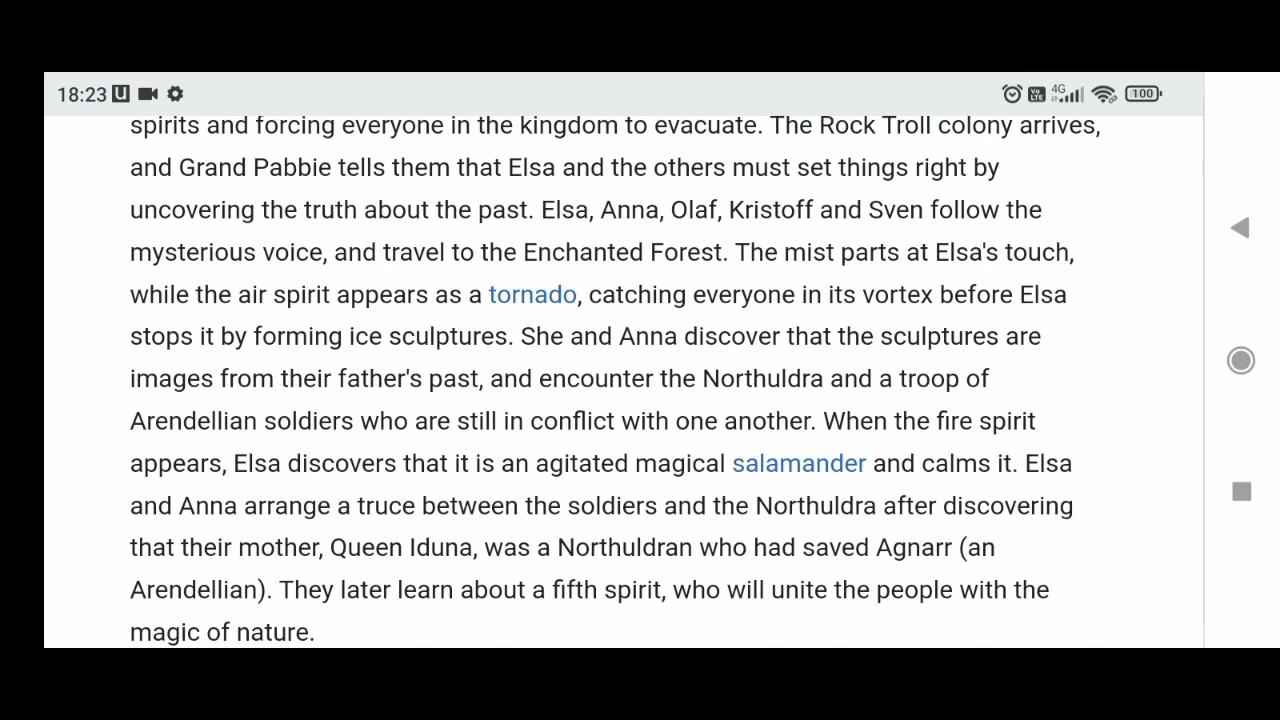 18:23 U 4G 100
spirits and forcing everyone in the kingdom to evacuate. The Rock Troll colony arrives,
and Grand Pabbie tells them that Elsa and the others must set things right by
uncovering the truth about the past. Elsa, Anna, Olaf, Kristoff and Sven follow the
mysterious voice, and travel to the Enchanted Forest. The mist parts at Elsa's touch,
while the air spirit appears as a tornado, catching everyone in its vortex before Elsa
stops it by forming ice sculptures. She and Anna discover that the sculptures are
images from their father's past, and encounter the Northuldra and a troop of
Arendellian soldiers who are still in conflict with one another. When the fire spirit
appears, Elsa discovers that it is an agitated magical salamander and calms it. Elsa
and Anna arrange a truce between the soldiers and the Northuldra after discovering
that their mother, Queen Iduna, was a Northuldran who had saved Agnarr (an
Arendellian). They later learn about a fifth spirit, who will unite the people with the
magic of nature.